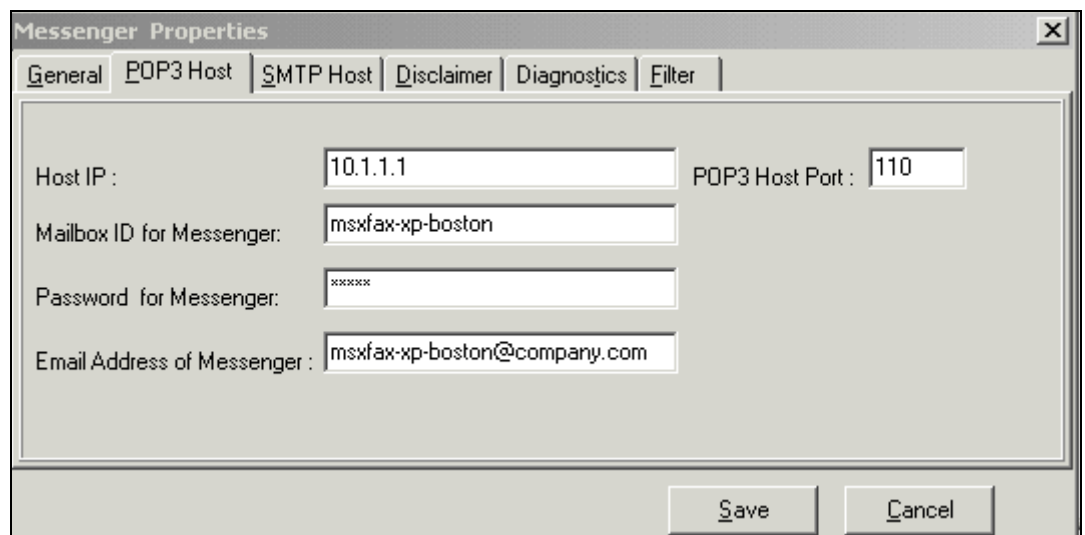 Messenger Properties
General POP3 Host SMTP Host Disclaimer Diagnostics Filter
Host IP : 10.1.1.1 POP3 Host Port : 110
Mailbox ID for Messenger: msxfax-xp-boston
Password for Messenger: xxxxx
Email Address of Messenger : msxfax-xp-boston@company.com
Save Cancel